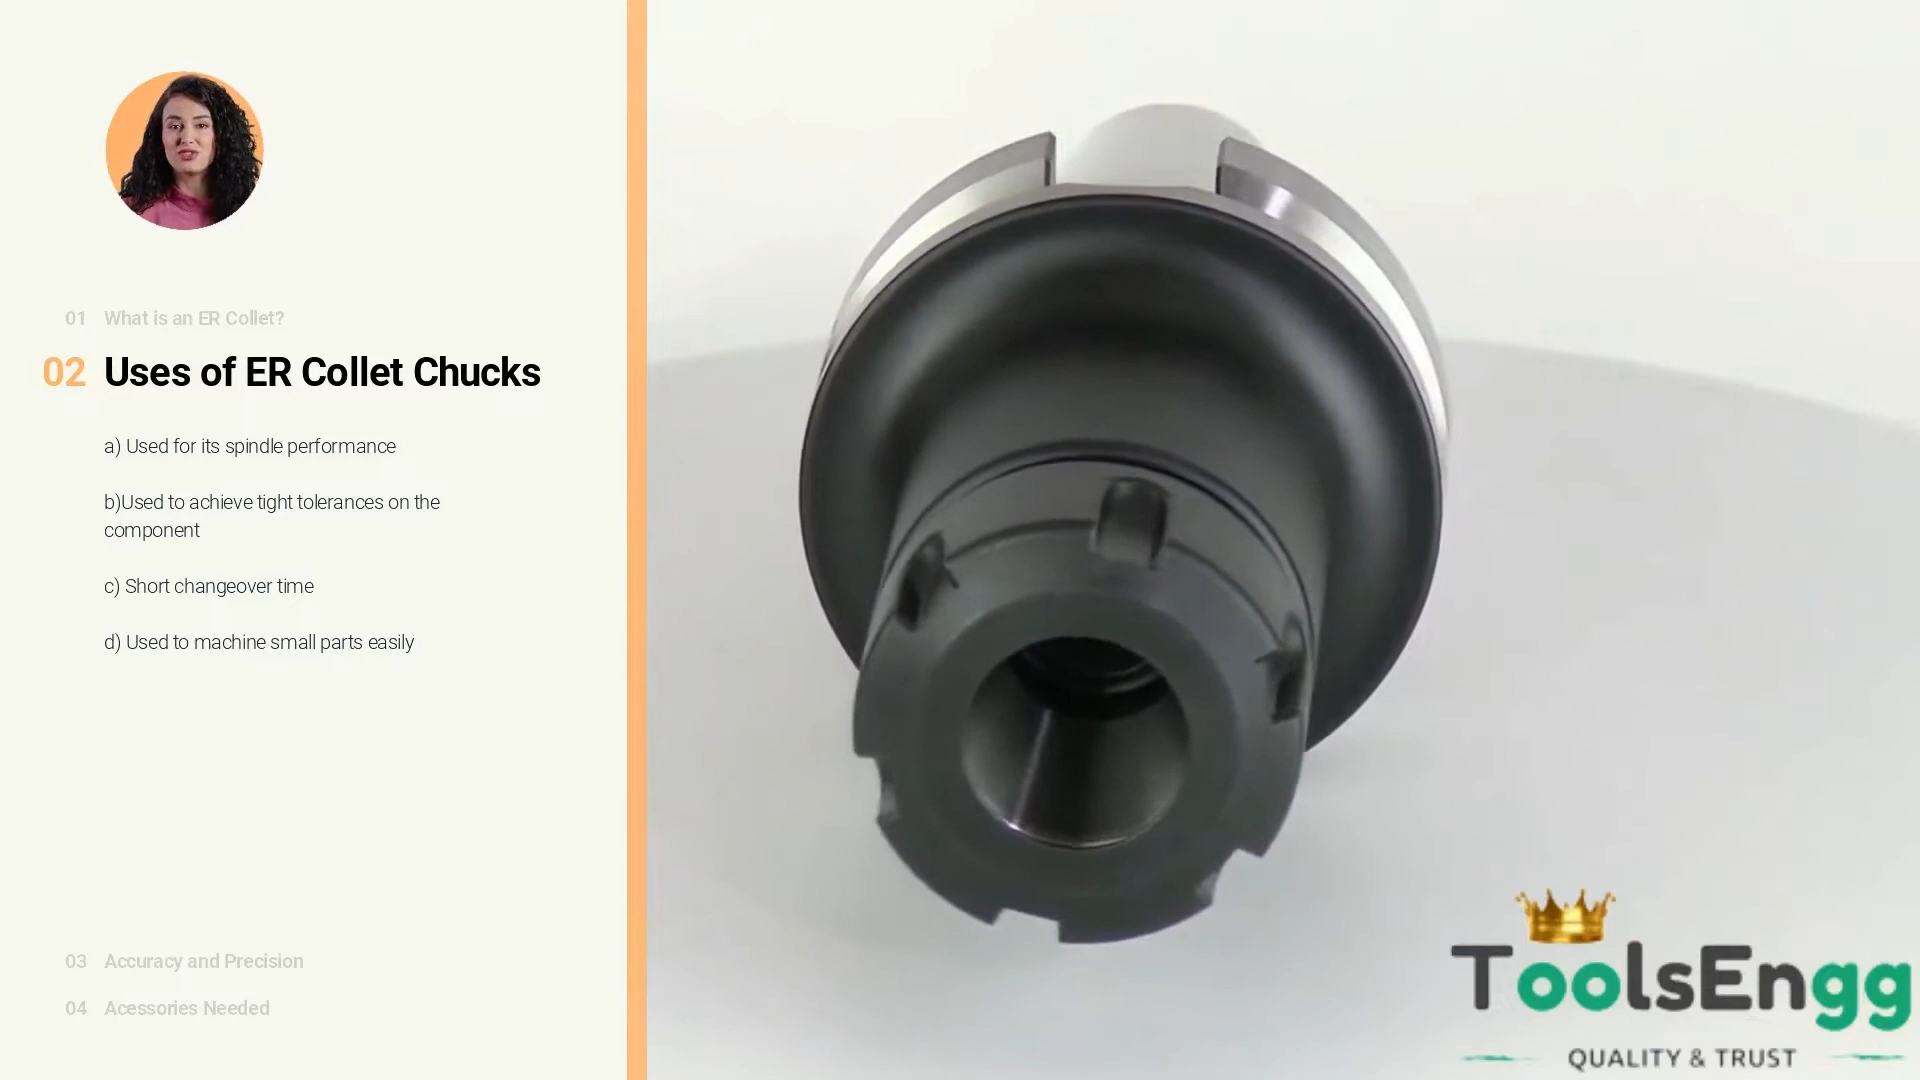 01 What is an ER Collet?
02 Uses of ER Collet Chucks
a) Used for its spindle performance
b)Used to achieve tight tolerances on the
component
c) Short changeover time
d) Used to machine small parts easily
03 Accuracy and Precision
04 Acessories Needed
ToolsEngg
QUALITY & TRUST